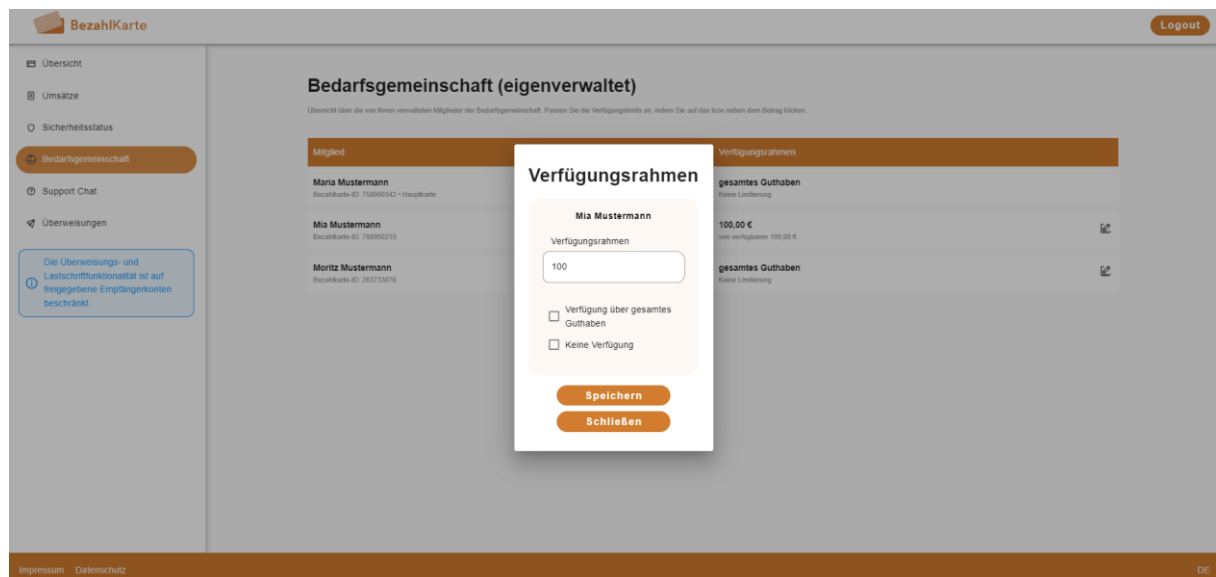 BezahlKarte
Logout
Übersicht
Umsätze
Sicherheitsstatus
Bedarfsgemeinschaft
Support Chat
Überweisungen
Die Überweisungs- und
Lastschriftfunktionalität ist auf
freigegebene Empfängerkonten
beschränkt.
Bedarfsgemeinschaft (eigenverwaltet)
Übersicht über die von Ihnen verwalteten Mitglieder der Bedarfsgemeinschaft. Passen Sie die Verfügungslimits an, indem Sie auf das Icon neben dem Betrag klicken.
Mitglied
Verfügungsrahmen
Maria Mustermann
Bezahlkarte-ID: 750060342 • Hauptkarte
gesamtes Guthaben
Keine Limitierung
Mia Mustermann
Bezahlkarte-ID:
100,00 €
von verfügbaren 100,00 €
Moritz Mustermann
Bezahlkarte-ID: 263733076
gesamtes Guthaben
Keine Limitierung
Verfügungsrahmen
Mia Mustermann
Verfügungsrahmen
100
Verfügung über gesamtes
Guthaben
Keine Verfügung
Speichern
Schließen
Impressum Datenschutz
DE